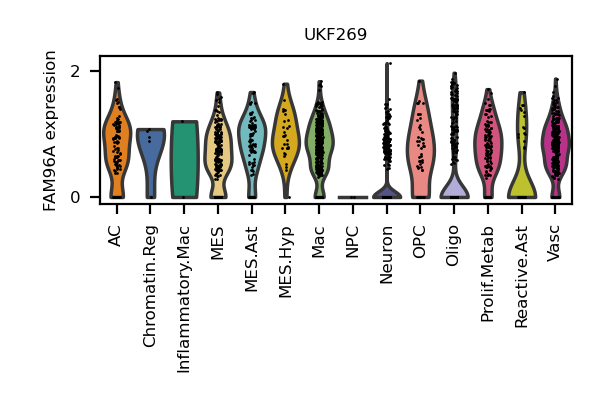 UKF269
FAM96A expression
2
0
AC
Chromatin.Reg
Inflammatory.Mac
MES
MES.Ast
MES.Hyp
Mac
NPC
Neuron
OPC
Oligo
Prolif.Metab
Reactive.Ast
Vasc